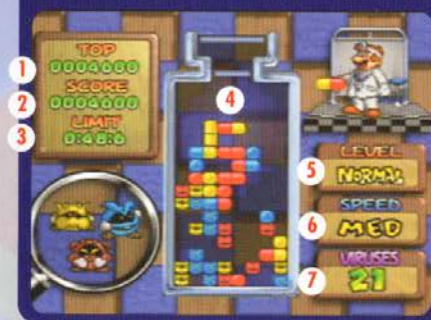 TOP
1 0004600
SCORE
2 0004600
LIMIT
3 0:48:6
4
LEVEL
5 NORMAL
SPEED
6 MED
VIRUSES
7 21